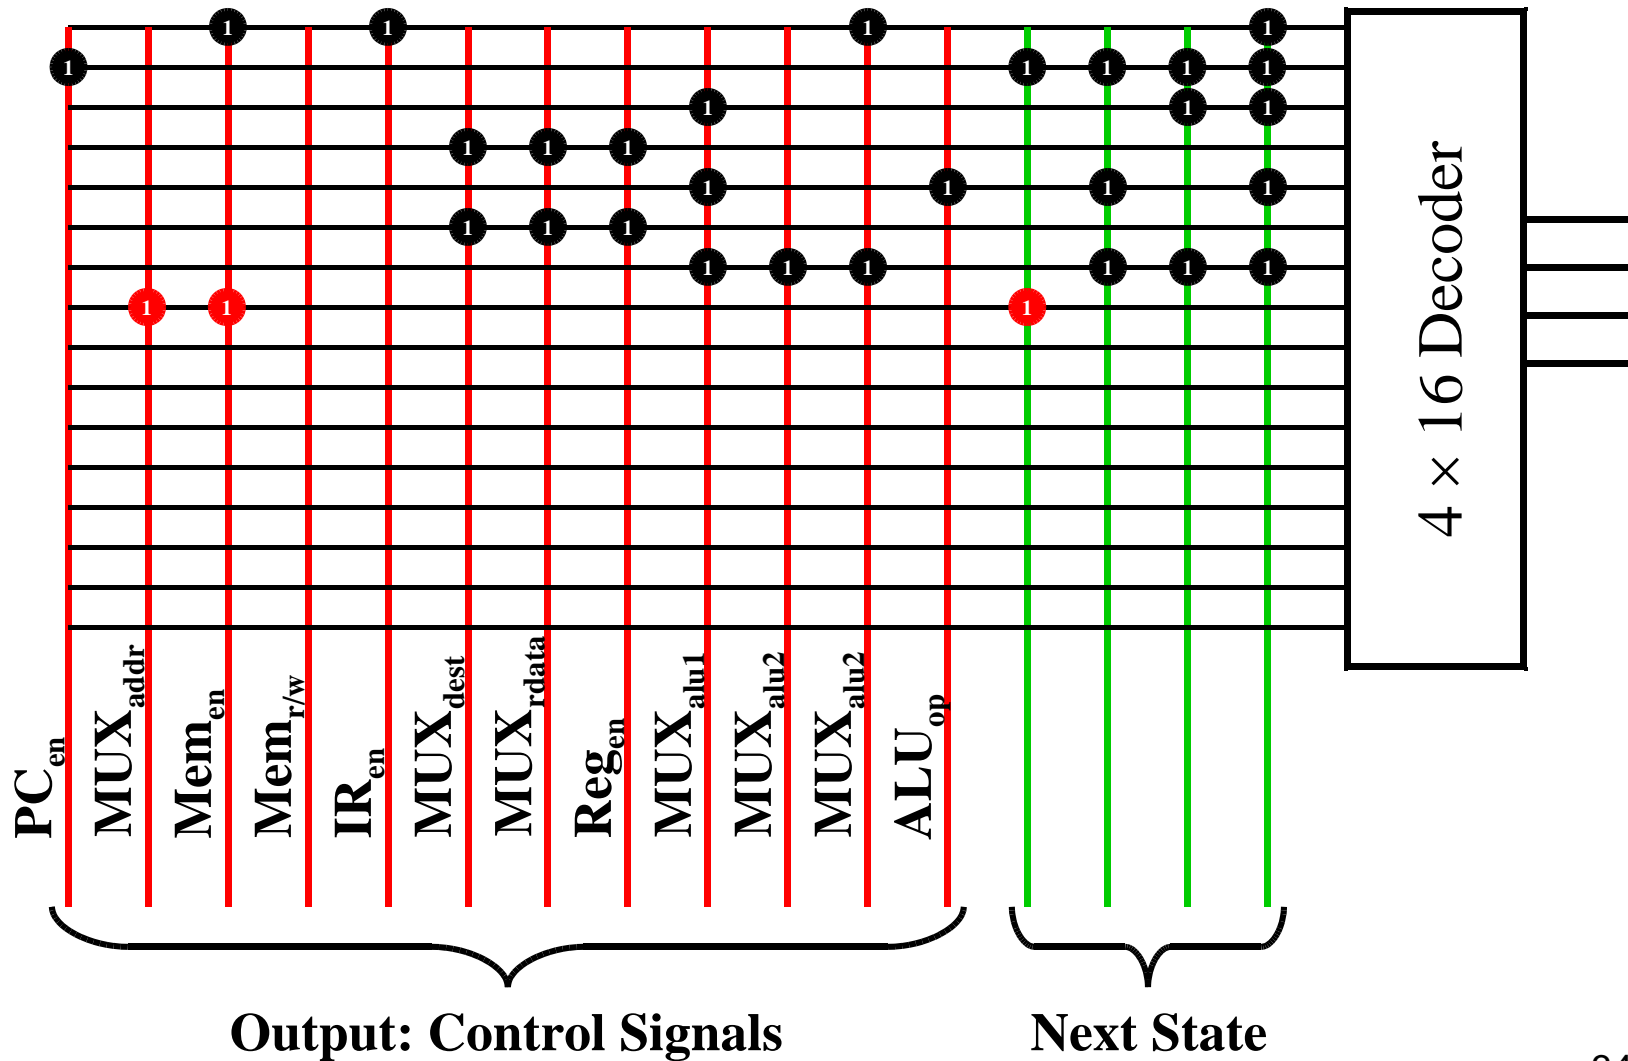 1 1 1 1
1 1 1 1 1
1 1 1
1 1 1
1 1 1 1
1 1 1
1 1 1 1 1 1
1 1 1
4 × 16 Decoder
PCen
MUXaddr
Memen
Memr/w
IRen
MUXdest
MUXrdata
Regen
MUXalu1
MUXalu2
MUXalu2
ALUop
Output: Control Signals
Next State